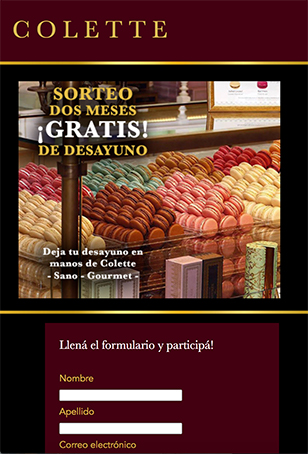 COLETTE
SORTEO
DOS MESES
¡GRATIS!
DE DESAYUNO
Deja tu desayuno en
manos de Colette
- Sano - Gourmet -
Llená el formulario y participá!
Nombre
Apellido
Correo electrónico